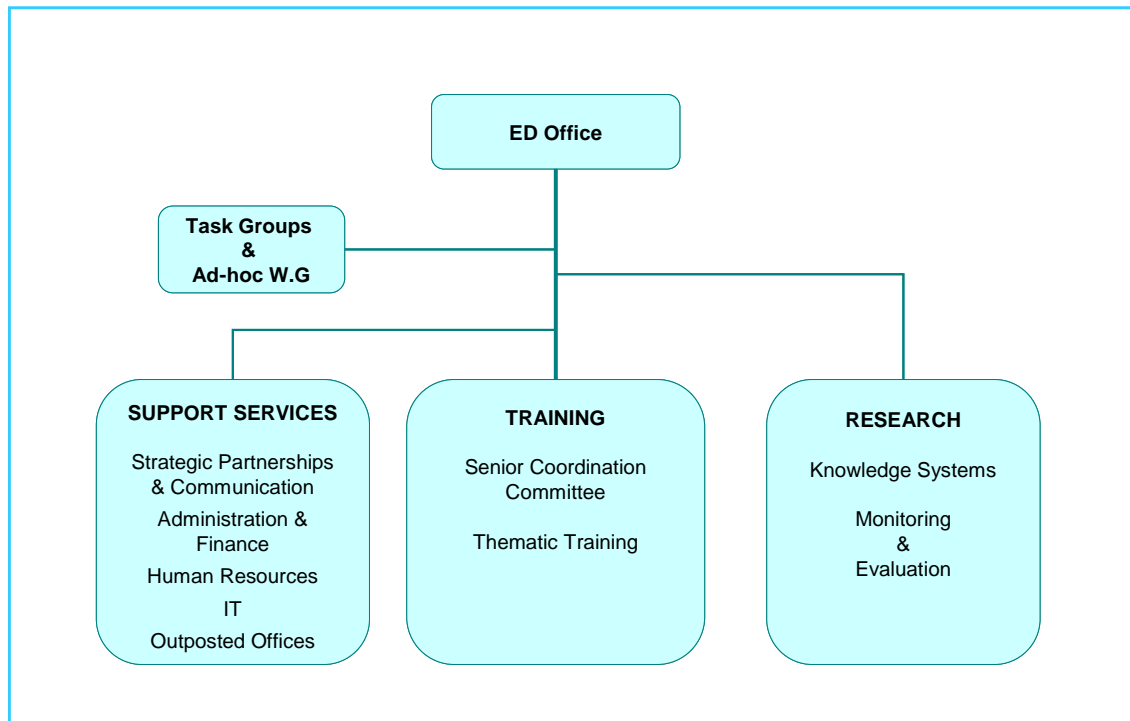 ED Office
Task Groups
&
Ad-hoc W.G
SUPPORT SERVICES
Strategic Partnerships
& Communication
Administration &
Finance
Human Resources
IT
Outposted Offices
TRAINING
Senior Coordination
Committee
Thematic Training
RESEARCH
Knowledge Systems
Monitoring
&
Evaluation